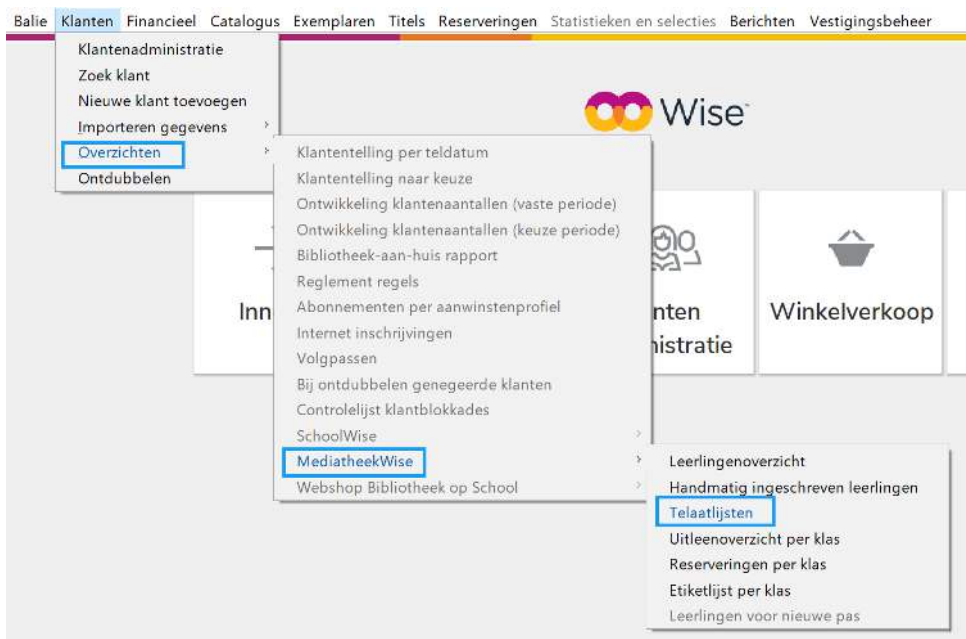 Balie Klanten Financieel Catalogus Exemplaren Titels Reserveringen Statistieken en selecties Berichten Vestigingsbeheer
Klantenadministratie
Zoek klant
Nieuwe klant toevoegen
Importeren gegevens
Overzichten
Ontdubbelen
Wise
Klantentelling per teldatum
Klantentelling naar keuze
Ontwikkeling klantenaantallen (vaste periode)
Ontwikkeling klantenaantallen (keuze periode)
Bibliotheek-aan-huis rapport
Reglement regels
Abonnementen per aanwinstenprofiel
Internet inschrijvingen
Volgpassen
Bij ontdubbelen genegeerde klanten
Controlelijst klantblokkades
SchoolWise
MediatheekWise
Webshop Bibliotheek op School
Inn
nten
nistratie
Winkelverkoop
Leerlingenoverzicht
Handmatig ingeschreven leerlingen
Telaatlijsten
Uitleenoverzicht per klas
Reserveringen per klas
Etiketlijst per klas
Leerlingen voor nieuwe pas